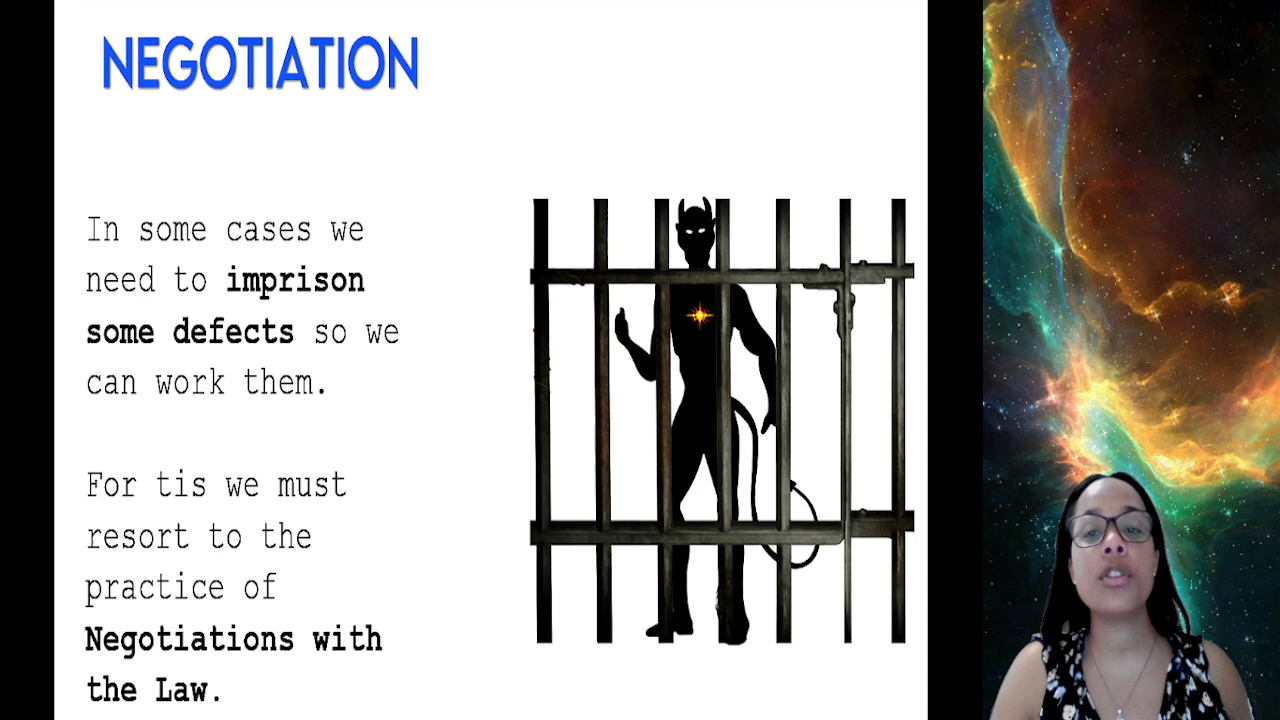 NEGOTIATION
In some cases we
need to imprison
some defects so we
can work them.
For tis we must
resort to the
practice of
Negotiations with
the Law.